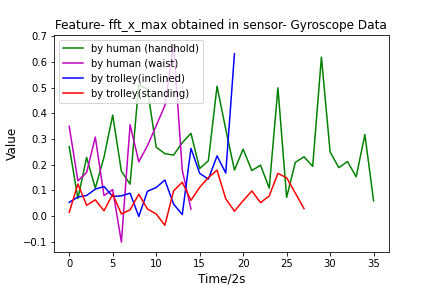 Feature- fft_x_max obtained in sensor- Gyroscope Data
by human (handhold)
by human (waist)
by trolley(inclined)
by trolley(standing)
Value
0.7
0.6
0.5
0.4
0.3
0.2
0.1
0.0
−0.1
0 5 10 15 20 25 30 35
Time/2s